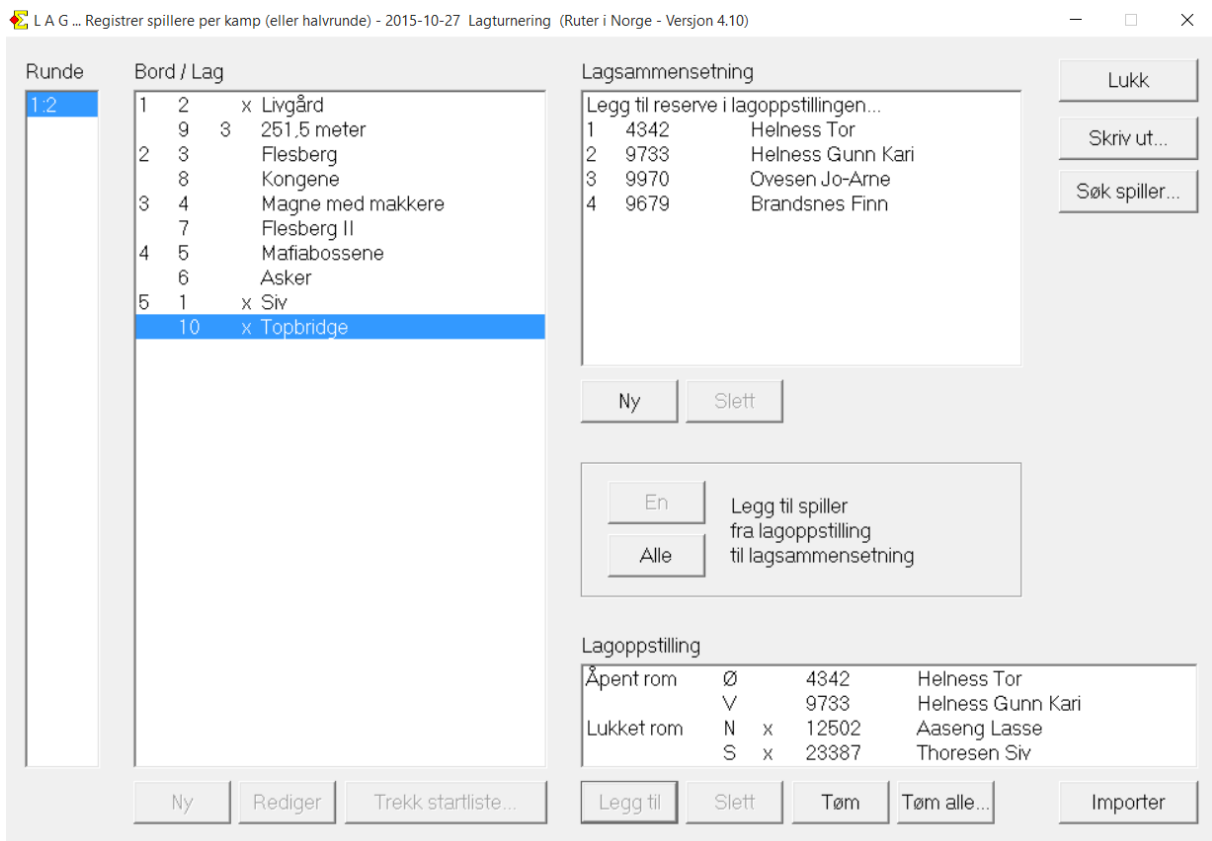 L A G ... Registrer spillere per kamp (eller halvrunde) - 2015-10-27 Lagturnering (Ruter i Norge - Versjon 4.10)
Runde
1:2
Bord / Lag
1 2 x Livgård
9 3 251,5 meter
2 3 Flesberg
8 Kongene
3 4 Magne med makkere
7 Flesberg II
4 5 Mafiabossene
6 Asker
5 1 x Siv
10 x Topbridge
Ny
Rediger
Trekk startliste...
Lagsammensetning
Legg til reserve i lagoppstillingen...
1 4342 Helness Tor
2 9733 Helness Gunn Kari
3 9970 Ovesen Jo-Arne
4 9679 Brandsnes Finn
Ny
Slett
Lukk
Skriv ut...
Søk spiller...
En
Alle
Legg til spiller
fra lagoppstilling
til lagsammensetning
Lagoppstilling
Åpent rom Ø 4342 Helness Tor
V 9733 Helness Gunn Kari
Lukket rom N x 12502 Aaseng Lasse
S x 23387 Thoresen Siv
Legg til
Slett
Tøm
Tøm alle...
Importer